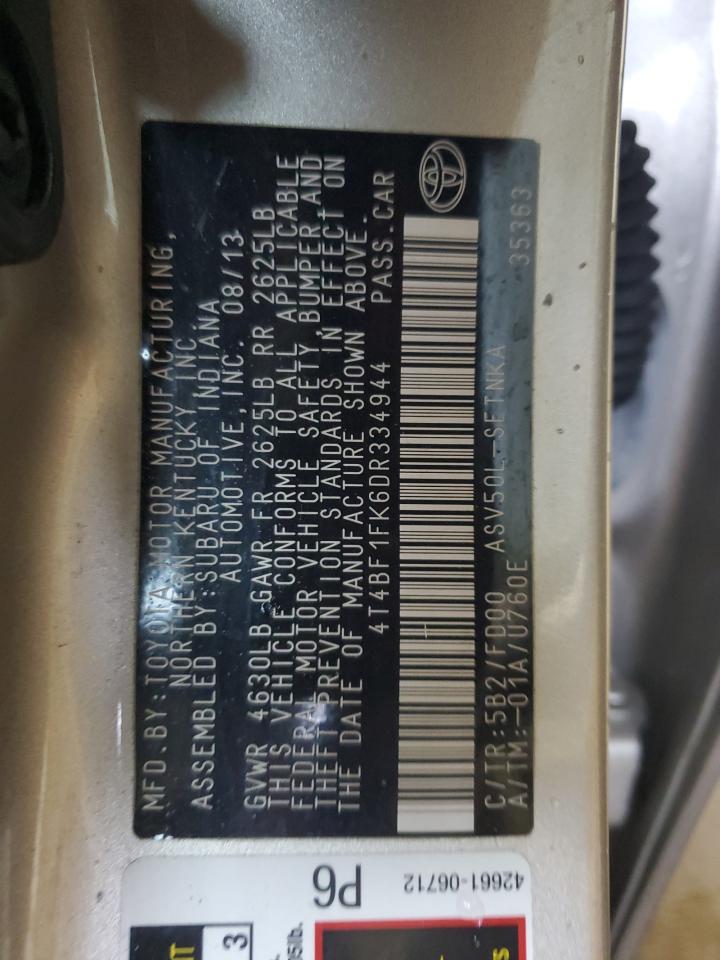 MFD.BY:TOYOTA MOTOR MANUFACTURING,
NORTHERN KENTUCKY INC.
ASSEMBLED BY:SUBARU OF INDIANA
AUTOMOTIVE, INC. 08/13
GVWR 4630LB GAWR FR 2625LB RR 2625LB
THIS VEHICLE CONFORMS TO ALL APPLICABLE
FEDERAL MOTOR VEHICLE SAFETY, BUMPER, AND
THEFT PREVENTION STANDARDS IN EFFECT ON
THE DATE OF MANUFACTURE SHOWN ABOVE.
4T4BF1FK6DR334944 PASS.CAR
C/TR:5B2/FD00 ASV50L-SETNKA 35363
A/TM:-01A/U760E
42661-06712
P6
3